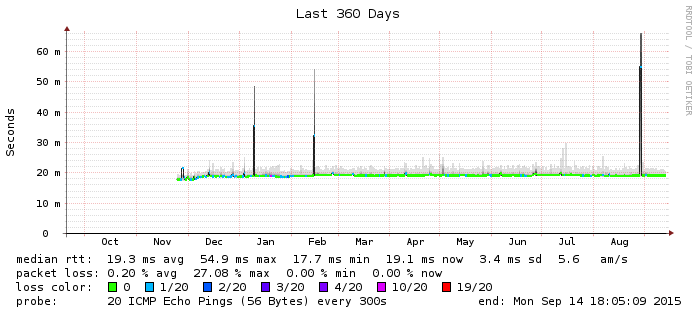 Last 360 Days
RRDTOOL / TOBI OETIKER
Seconds
60 m
50 m
40 m
30 m
20 m
10 m
0
Oct Nov Dec Jan Feb Mar Apr May Jun Jul Aug
median rtt: 19.3 ms avg 54.9 ms max 17.7 ms min 19.1 ms now 3.4 ms sd 5.6 am/s
packet loss: 0.20 % avg 27.08 % max 0.00 % min 0.00 % now
loss color: 0 1/20 2/20 3/20 4/20 10/20 19/20
probe: 20 ICMP Echo Pings (56 Bytes) every 300s end: Mon Sep 14 18:05:09 2015